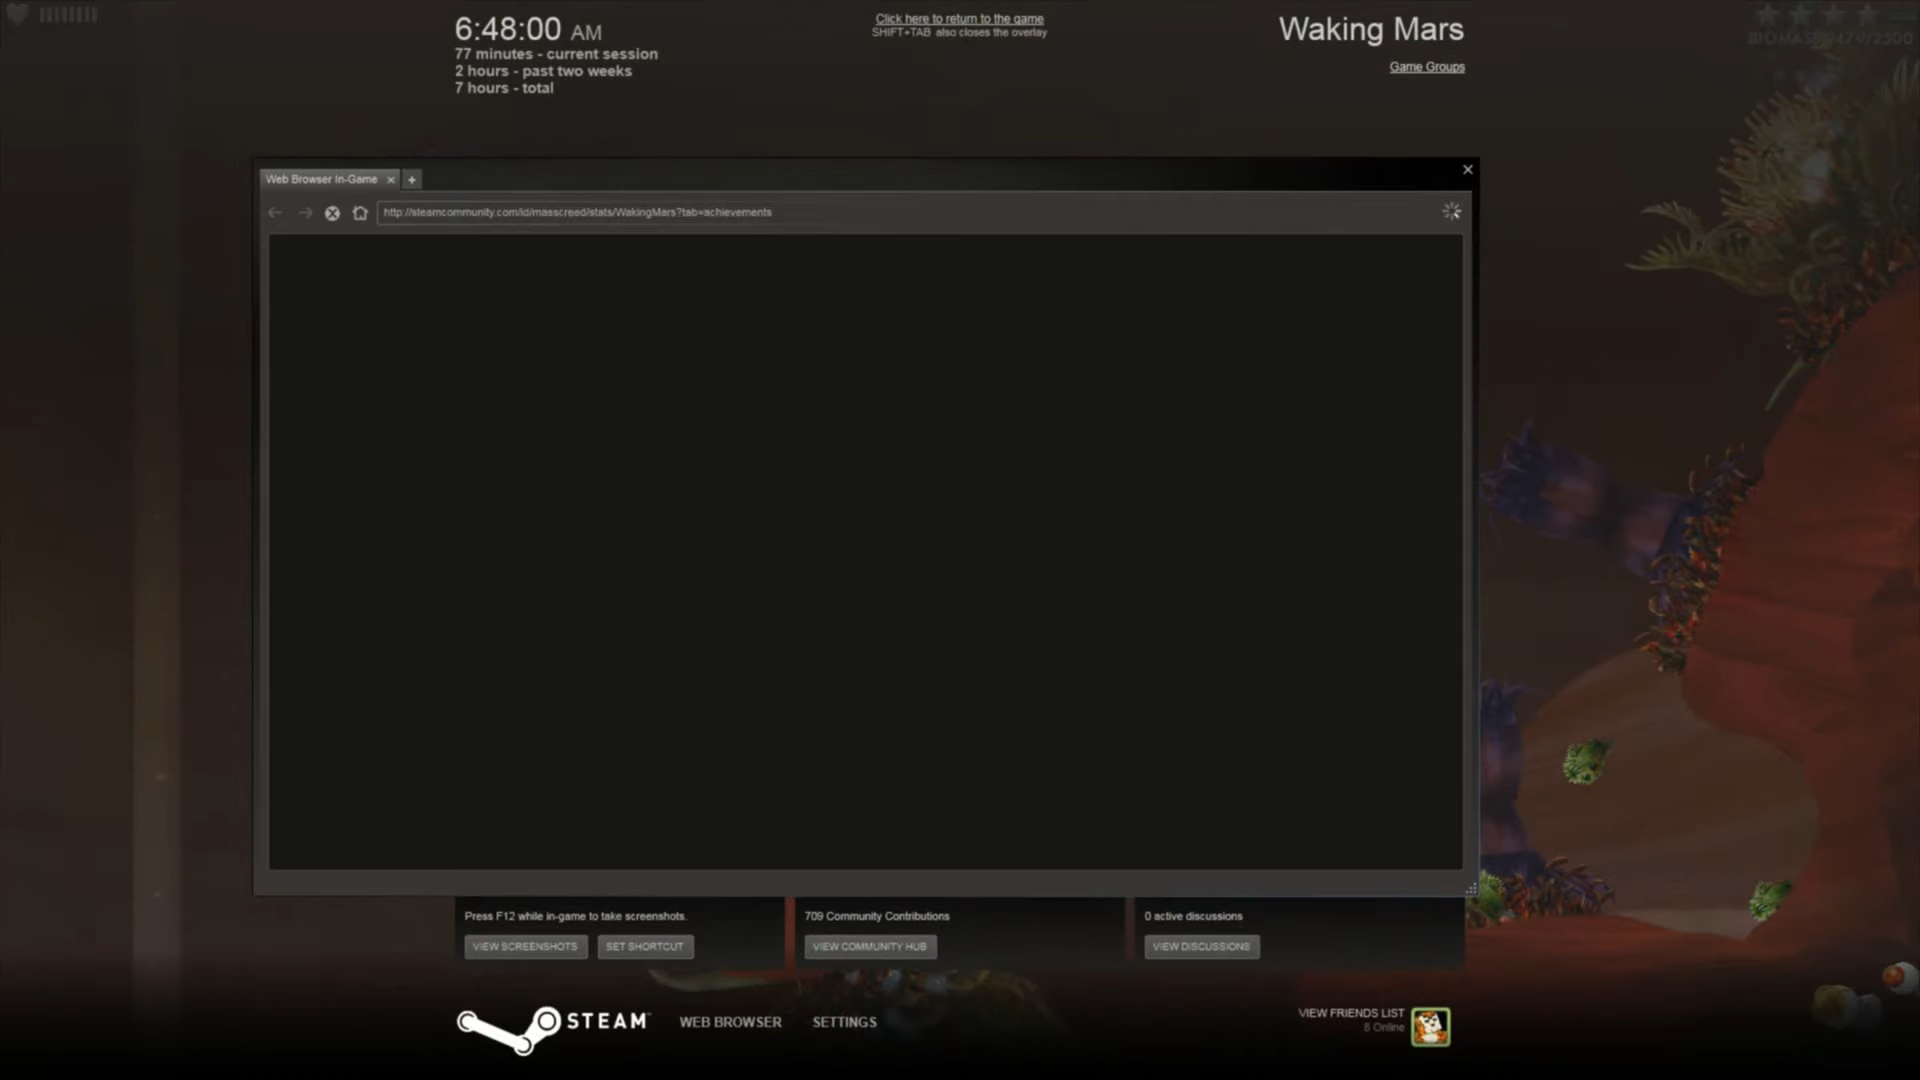 6:48:00 AM
77 minutes - current session
2 hours - past two weeks
7 hours - total
Click here to return to the game
SHIFT+TAB also closes the overlay
Waking Mars
Game Groups
Web Browser In-Game
http://steamcommunity.com/id/masscreed/stats/WakingMars?tab=achievements
Press F12 while in-game to take screenshots.
VIEW SCREENSHOTS
SET SHORTCUT
709 Community Contributions
VIEW COMMUNITY HUB
0 active discussions
VIEW DISCUSSIONS
STEAM
WEB BROWSER
SETTINGS
VIEW FRIENDS LIST
8 Online